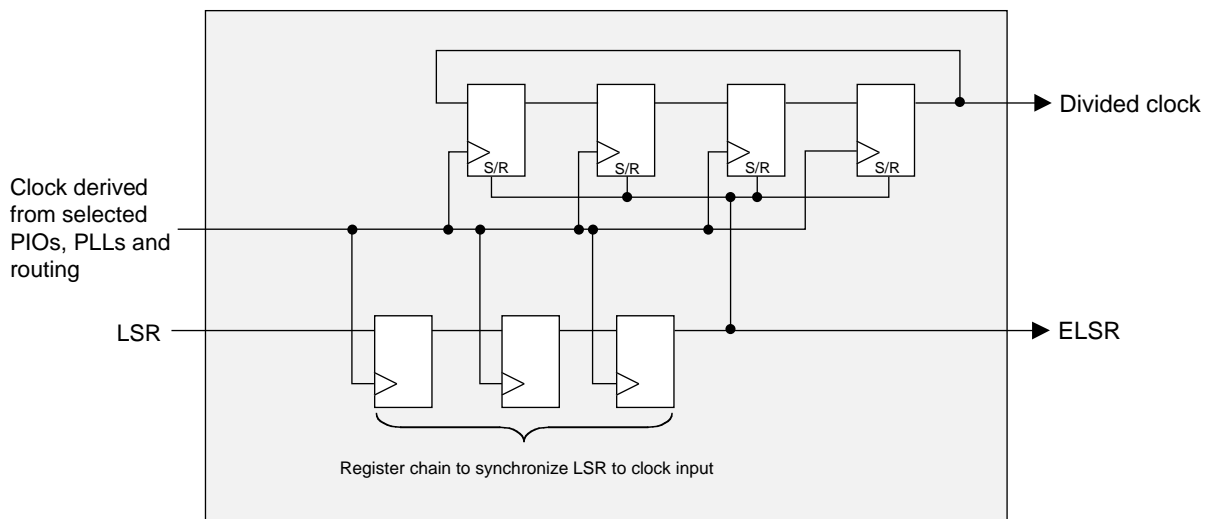 Divided clock
S/R
S/R
S/R
S/R
Clock derived
from selected
PIOs, PLLs and
routing
LSR
ELSR
Register chain to synchronize LSR to clock input